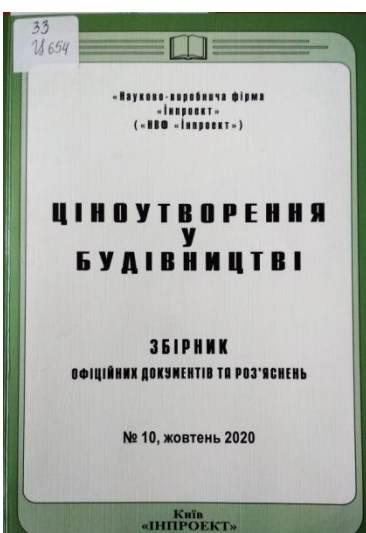 33
Ц 654
«Науково-виробнича фірма
«Інпроект»
(«НВФ «Інпроект»)
ЦІНОУТВОРЕННЯ
У
БУДІВНИЦТВІ
ЗБІРНИК
ОФІЦІЙНИХ ДОКУМЕНТІВ ТА РОЗ'ЯСНЕНЬ
№ 10, жовтень 2020
Київ
«ІНПРОЕКТ»